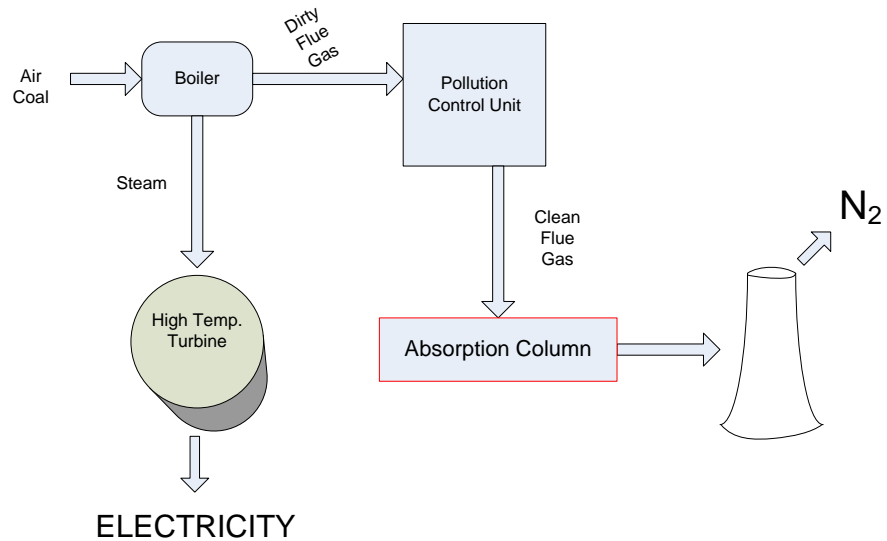 Air
Coal
Boiler
Dirty
Flue
Gas
Pollution
Control Unit
Steam
Clean
Flue
Gas
N₂
High Temp.
Turbine
Absorption Column
ELECTRICITY